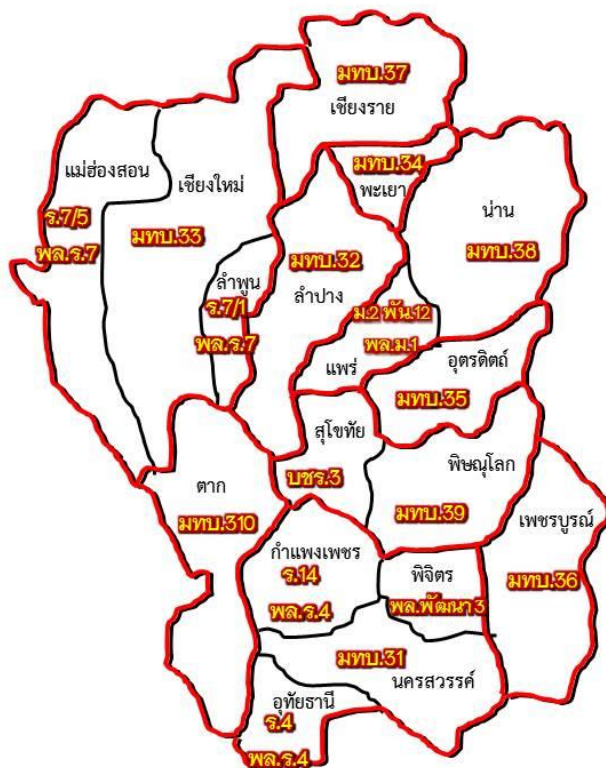 มทบ.37
เชียงราย
แม่ฮ่องสอน
ร.7/5
พล.ร.7
เชียงใหม่
มทบ.33
มทบ.34
พะเยา
น่าน
มทบ.38
ลำพูน
ร.7/1
พล.ร.7
มทบ.32
ลำปาง
ม.2 พัน.12
พล.ม.1
แพร่
อุตรดิตถ์
มทบ.35
สุโขทัย
บชร.3
พิษณุโลก
มทบ.39
ตาก
มทบ.310
เพชรบูรณ์
มทบ.36
กำแพงเพชร
ร.14
พล.ร.4
พิจิตร
พล.พัฒนา 3
มทบ.31
นครสวรรค์
อุทัยธานี
ร.4
พล.ร.4